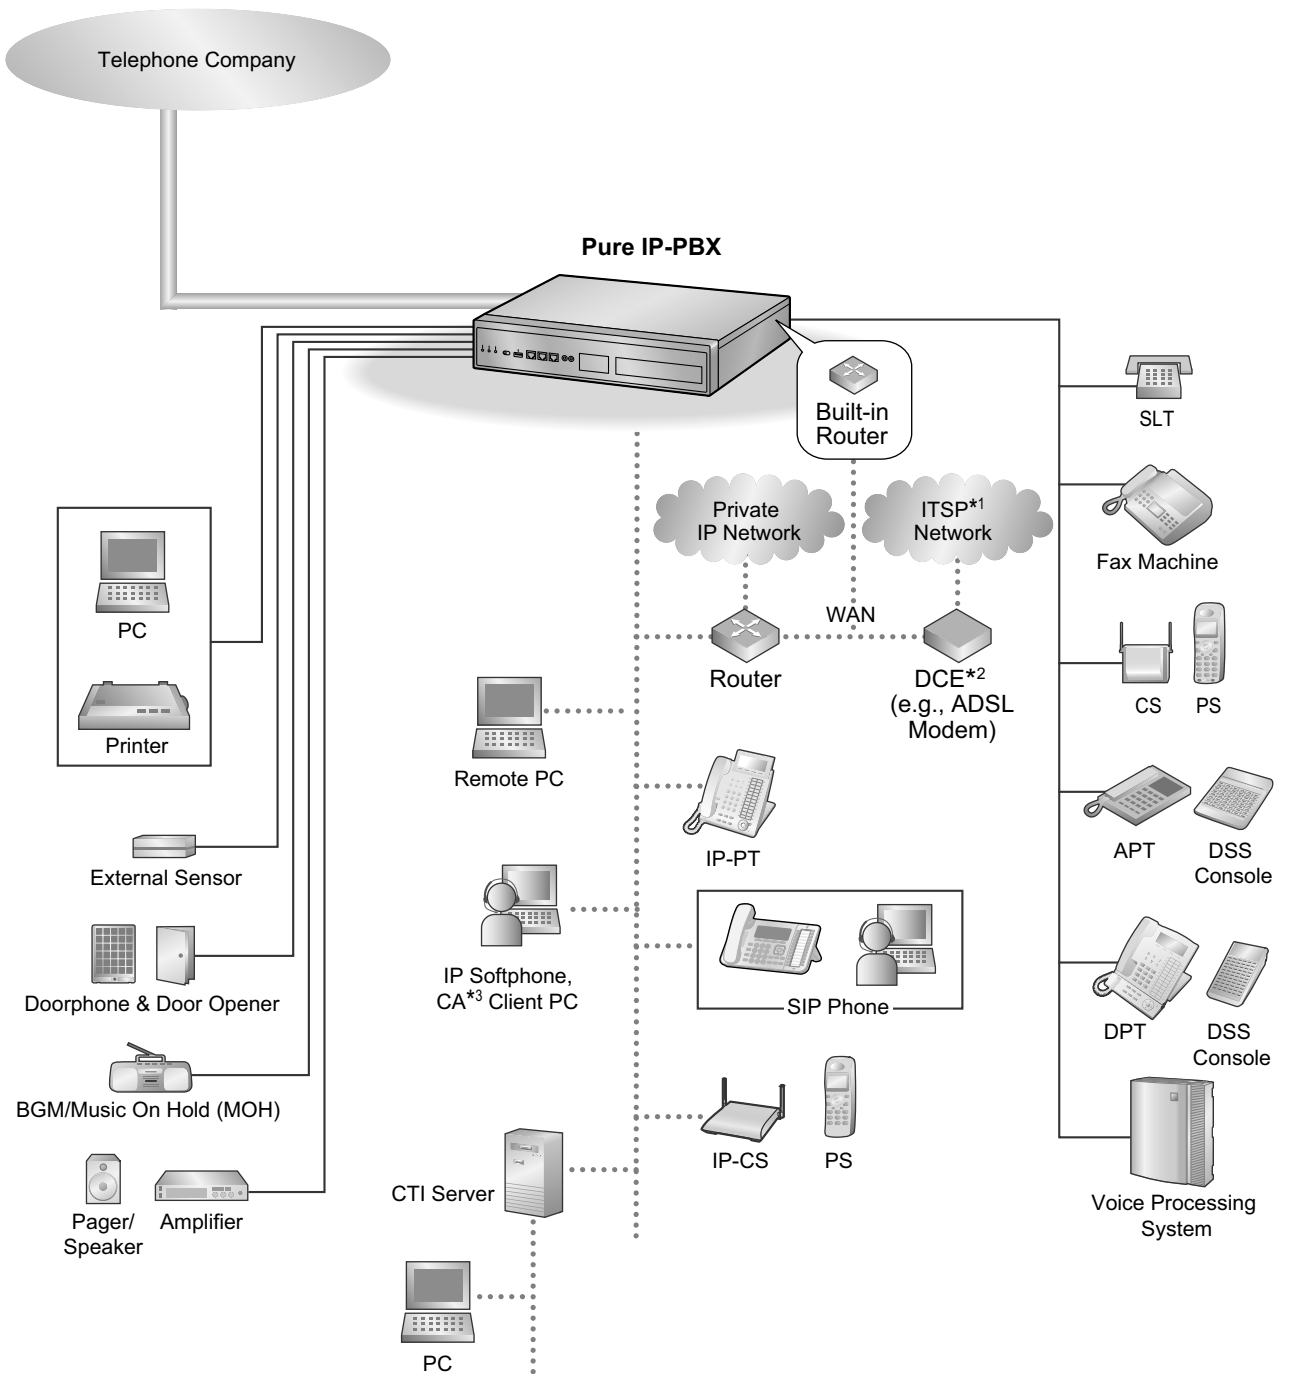 Telephone Company
Pure IP-PBX
Built-in
Router
SLT
Private
IP Network
ITSP*1
Network
Fax Machine
PC
WAN
Router
DCE*2
(e.g., ADSL
Modem)
CS
PS
Printer
Remote PC
IP-PT
APT
DSS
Console
External Sensor
IP Softphone,
CA*3 Client PC
SIP Phone
Doorphone & Door Opener
DPT
DSS
Console
BGM/Music On Hold (MOH)
IP-CS
PS
CTI Server
Voice Processing
System
Pager/
Speaker
Amplifier
PC